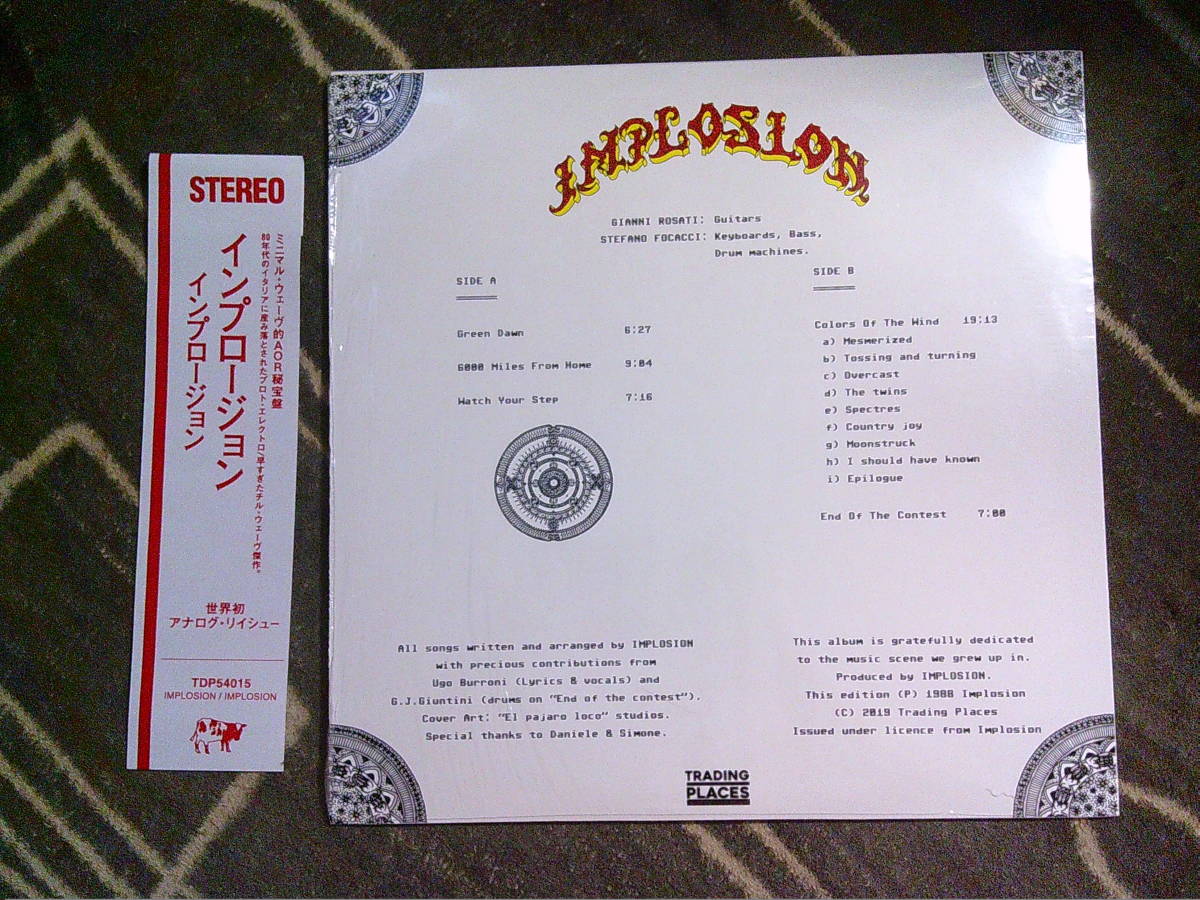 STEREO
ミニマル・ウェーヴ的AOR秘宝盤
80年代のイタリアに産み落とされたプロト・エレクトロ/早すぎたチル・ウェーヴ傑作。
インプロージョン
インプロージョン
世界初
アナログ・リイシュー
TDP54015
IMPLOSION / IMPLOSION
IMPLOSION
GIANNI ROSATI: Guitars
STEFANO FOCACCI: Keyboards, Bass,
Drum machines.
SIDE A
Green Dawn 6:27
6000 Miles From Home 9:04
Watch Your Step 7:16
SIDE B
Colors Of The Wind 19:13
a) Mesmerized
b) Tossing and turning
c) Overcast
d) The twins
e) Spectres
f) Country joy
g) Moonstruck
h) I should have known
i) Epilogue
End Of The Contest 7:00
All songs written and arranged by IMPLOSION
with precious contributions from
Ugo Burroni (Lyrics & vocals) and
G.J.Giuntini (drums on "End of the contest").
Cover Art: "El pajaro loco" studios.
Special thanks to Daniele & Simone.
This album is gratefully dedicated
to the music scene we grew up in.
Produced by IMPLOSION.
This edition (P) 1988 Implosion
(C) 2019 Trading Places
Issued under licence from Implosion
TRADING
PLACES